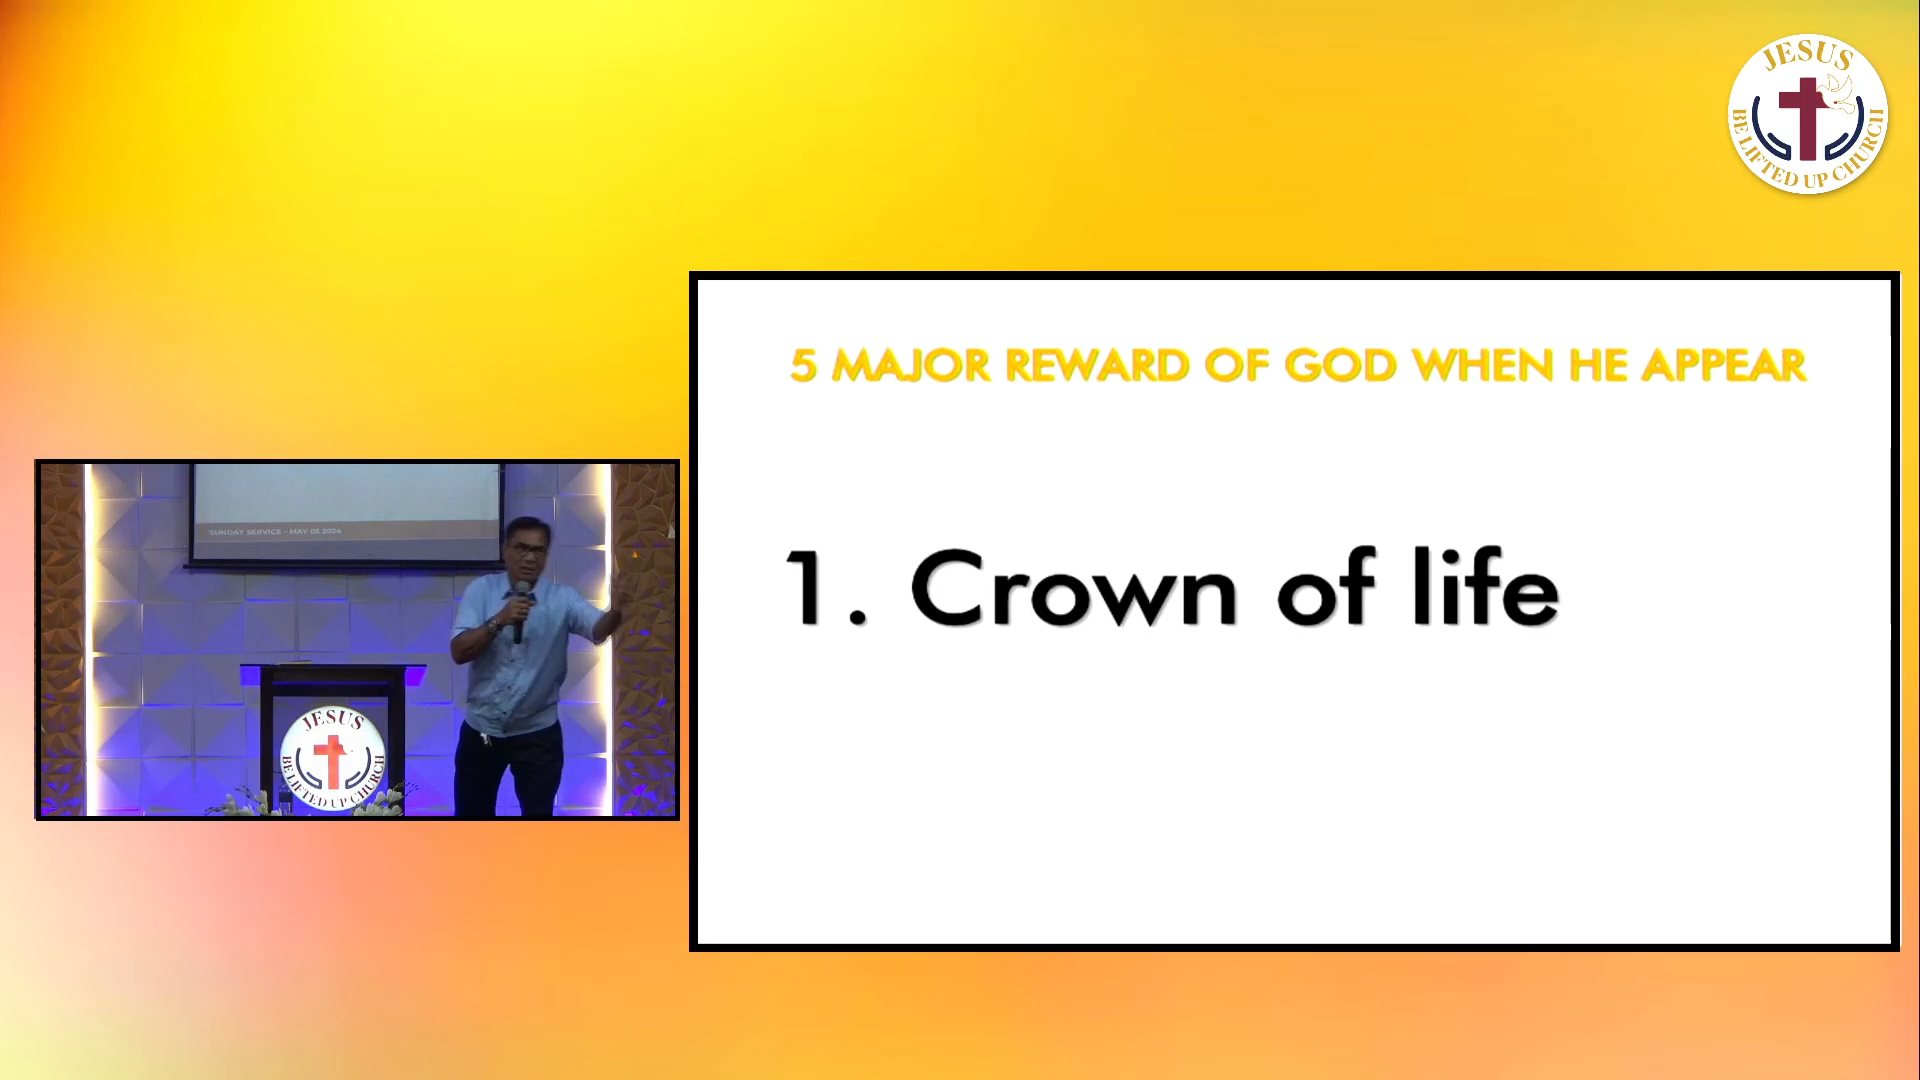 JESUS
BE LIFTED UP CHURCH
5 MAJOR REWARD OF GOD WHEN HE APPEAR
1. Crown of life
SUNDAY SERVICE - MAY 05 2024
JESUS
BE LIFTED UP CHURCH